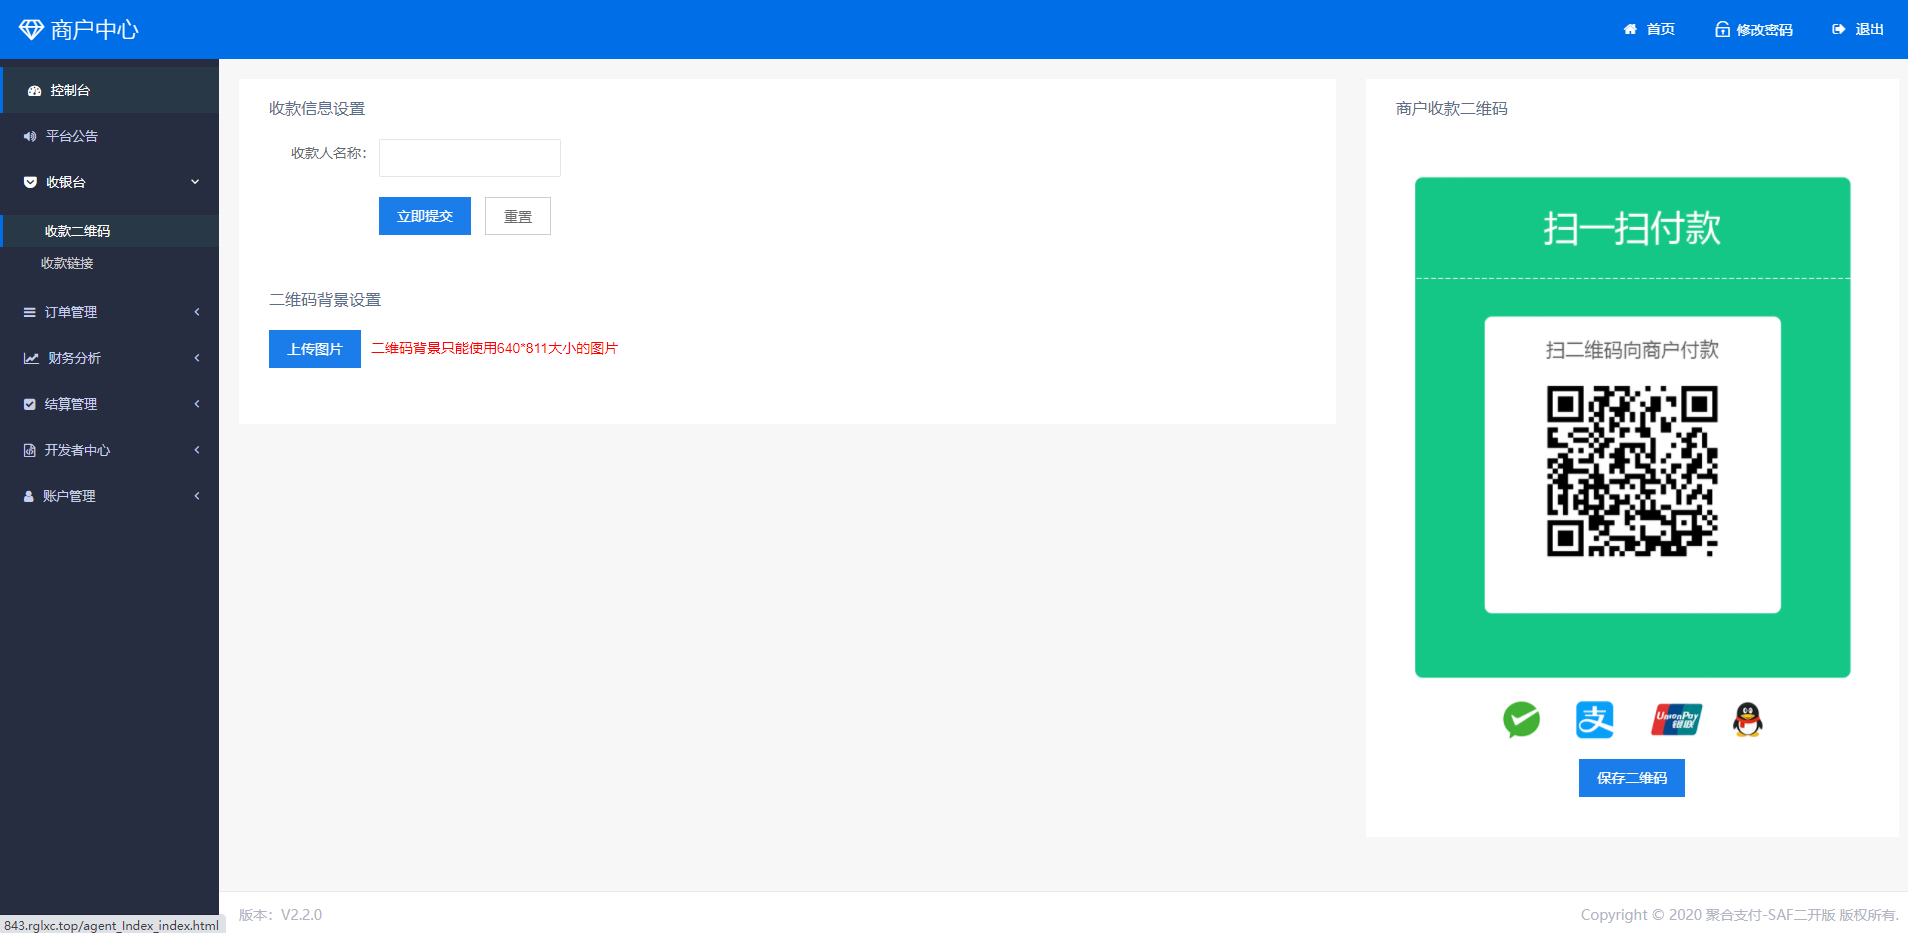 商户中心
首页
修改密码
退出
控制台
平台公告
收银台
收款二维码
收款链接
订单管理
财务分析
结算管理
开发者中心
账户管理
收款信息设置
收款人名称:
立即提交
重置
二维码背景设置
上传图片
二维码背景只能使用640*811大小的图片
商户收款二维码
扫一扫付款
扫二维码向商户付款
支
UnionPay
银联
保存二维码
版本：V2.2.0
Copyright © 2020 聚合支付-SAF二开版 版权所有.
843.rglxc.top/agent_Index_index.html